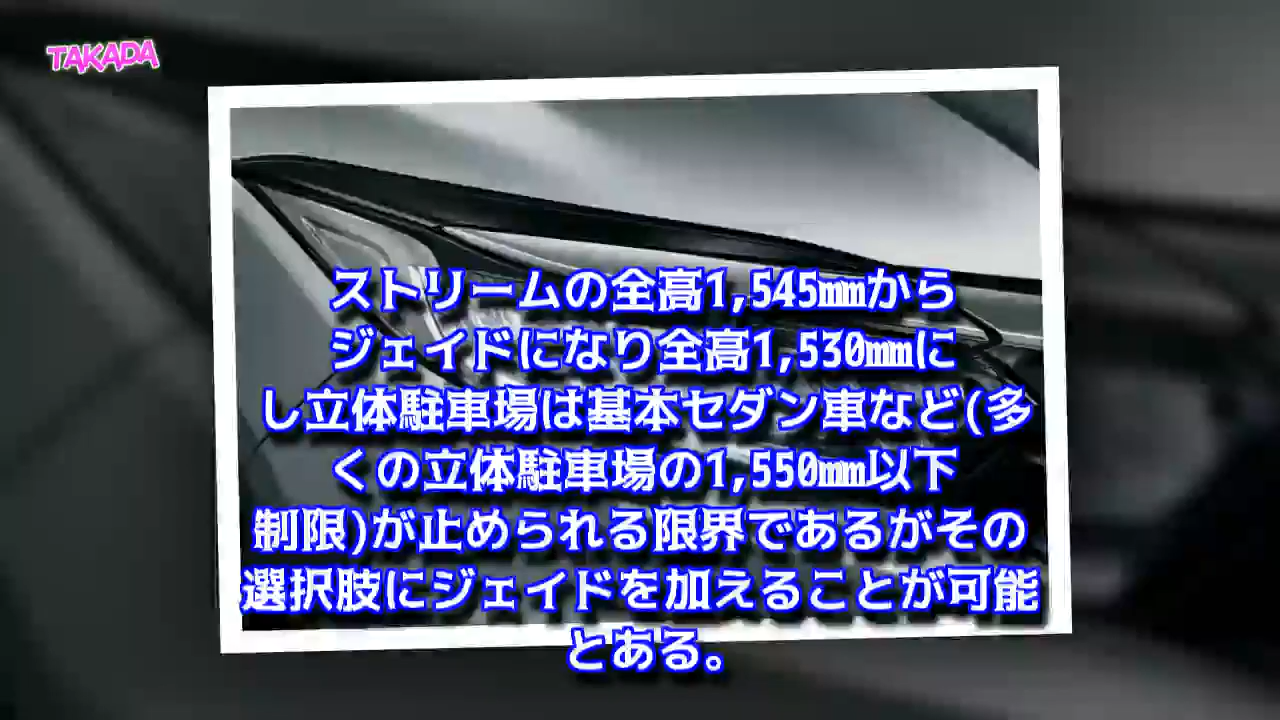 TAKADA
ストリームの全高1,545mmから
ジェイドになり全高1,530mmに
し立体駐車場は基本セダン車など(多
くの立体駐車場の1,550mm以下
制限)が止められる限界であるがその
選択肢にジェイドを加えることが可能
とある。